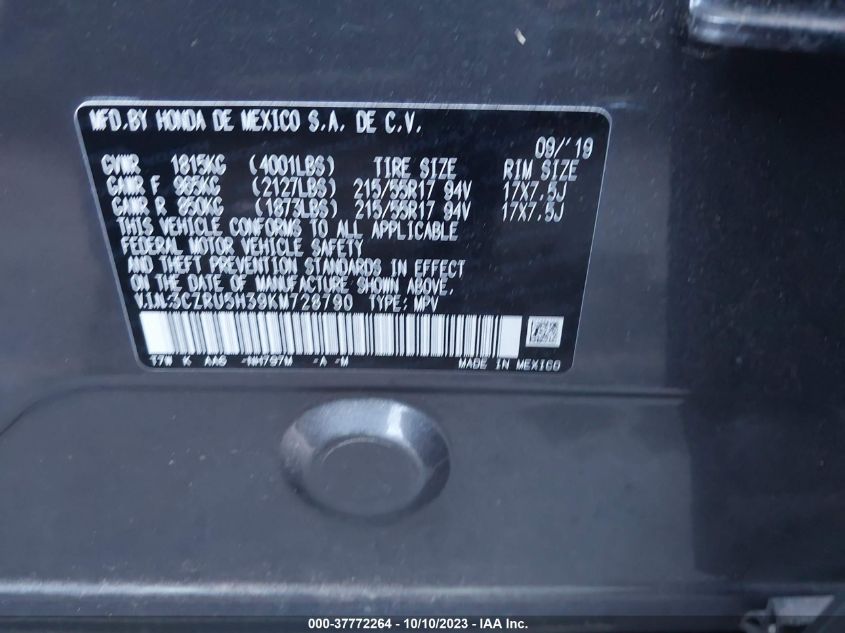 MFD.BY HONDA DE MEXICO S.A. DE C.V.
09/'19
GVWR 1815KG (4001LBS) TIRE SIZE RIM SIZE
GAWR F 965KG (2127LBS) 215/55R17 94V 17X7.5J
GAWR R 850KG (1873LBS) 215/55R17 94V 17X7.5J
THIS VEHICLE CONFORMS TO ALL APPLICABLE
FEDERAL MOTOR VEHICLE SAFETY
AND THEFT PREVENTION STANDARDS IN EFFECT
ON THE DATE OF MANUFACTURE SHOWN ABOVE.
V.I.N:3CZRU5H39KM728790 TYPE: MPV
T7W K AA6 -NH797M -A -M MADE IN MEXICO
000-37772264 - 10/10/2023 - © IAA Inc.